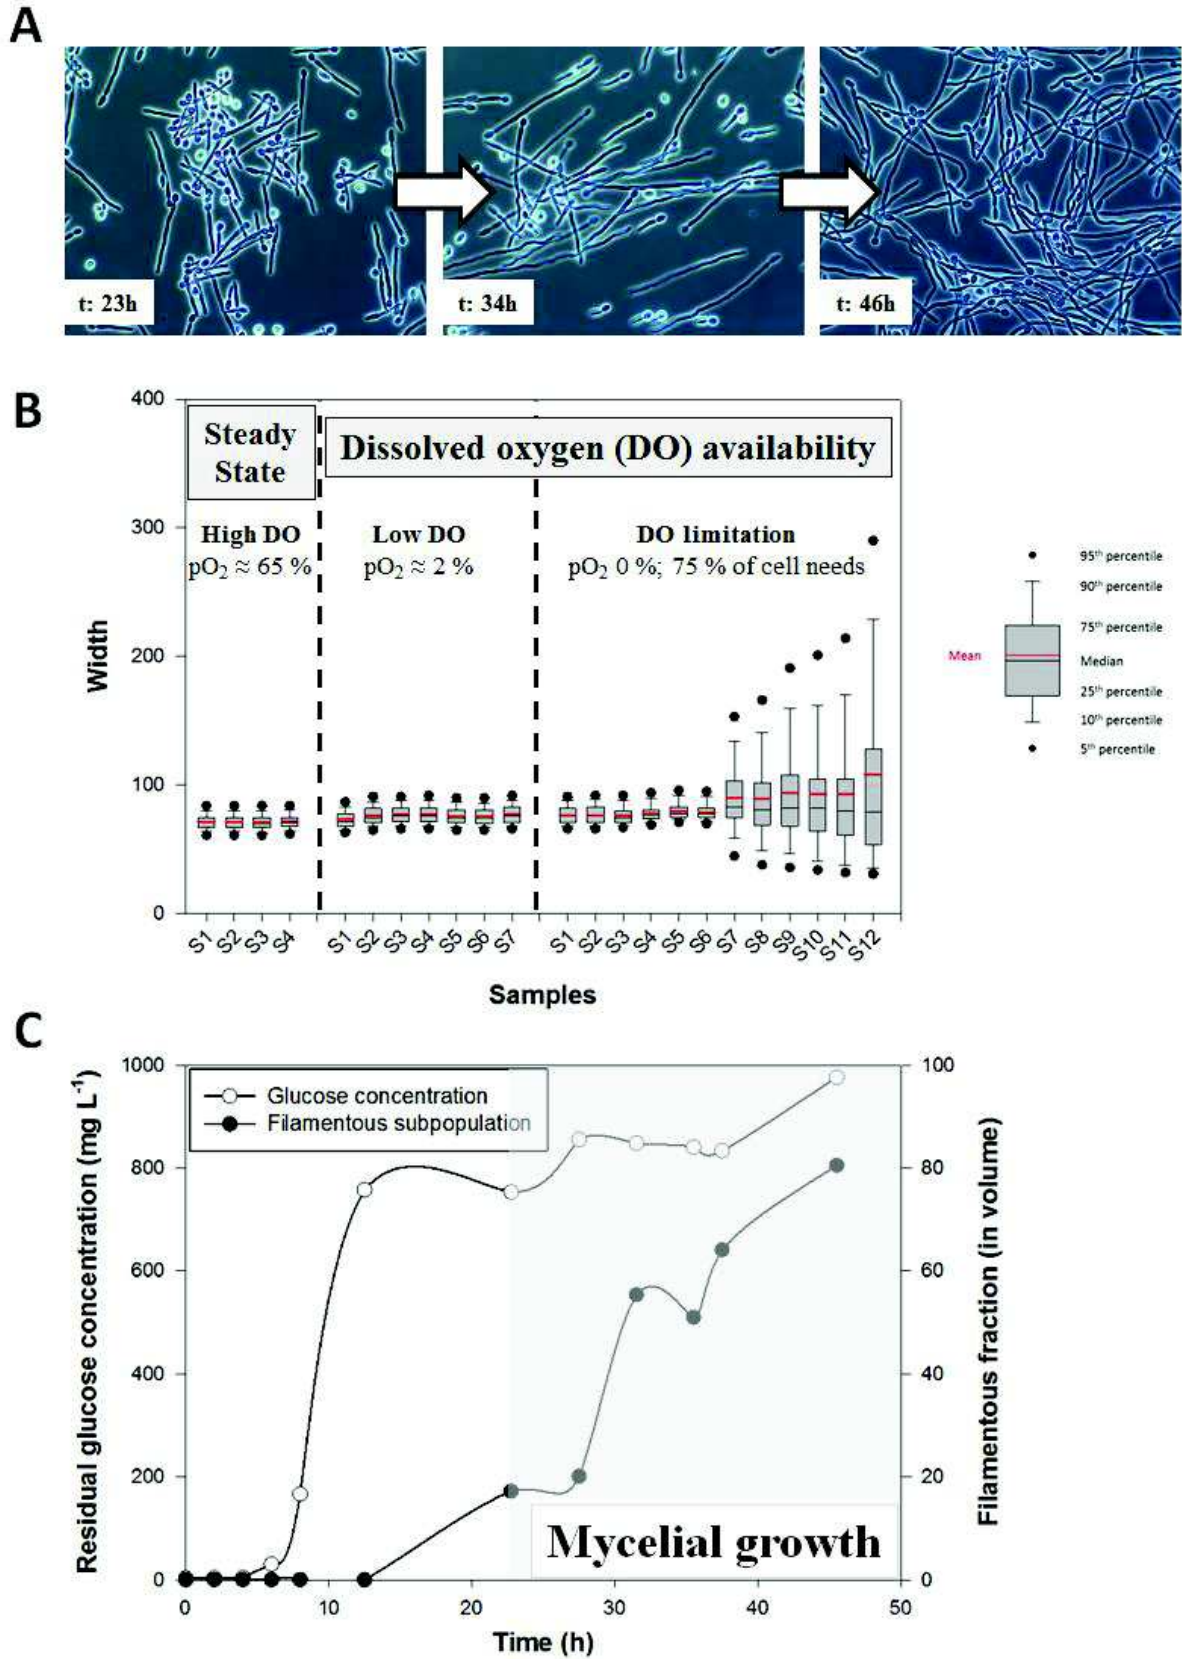 A
t: 23h
t: 34h
t: 46h
B
400
300
200
100
0
Width
Steady
State
Dissolved oxygen (DO) availability
High DO
pO2 ≈ 65 %
Low DO
pO2 ≈ 2 %
DO limitation
pO2 0 %; 75 % of cell needs
95th percentile
90th percentile
75th percentile
Mean
Median
25th percentile
10th percentile
5th percentile
S1 S2 S3 S4 S1 S2 S3 S4 S5 S6 S7 S1 S2 S3 S4 S5 S6 S7 S8 S9 S10 S11 S12
Samples
C
Residual glucose concentration (mg L-1)
1000
800
600
400
200
0
Glucose concentration
Filamentous subpopulation
Mycelial growth
100
80
60
40
20
0
Filamentous fraction (in volume)
0 10 20 30 40 50
Time (h)